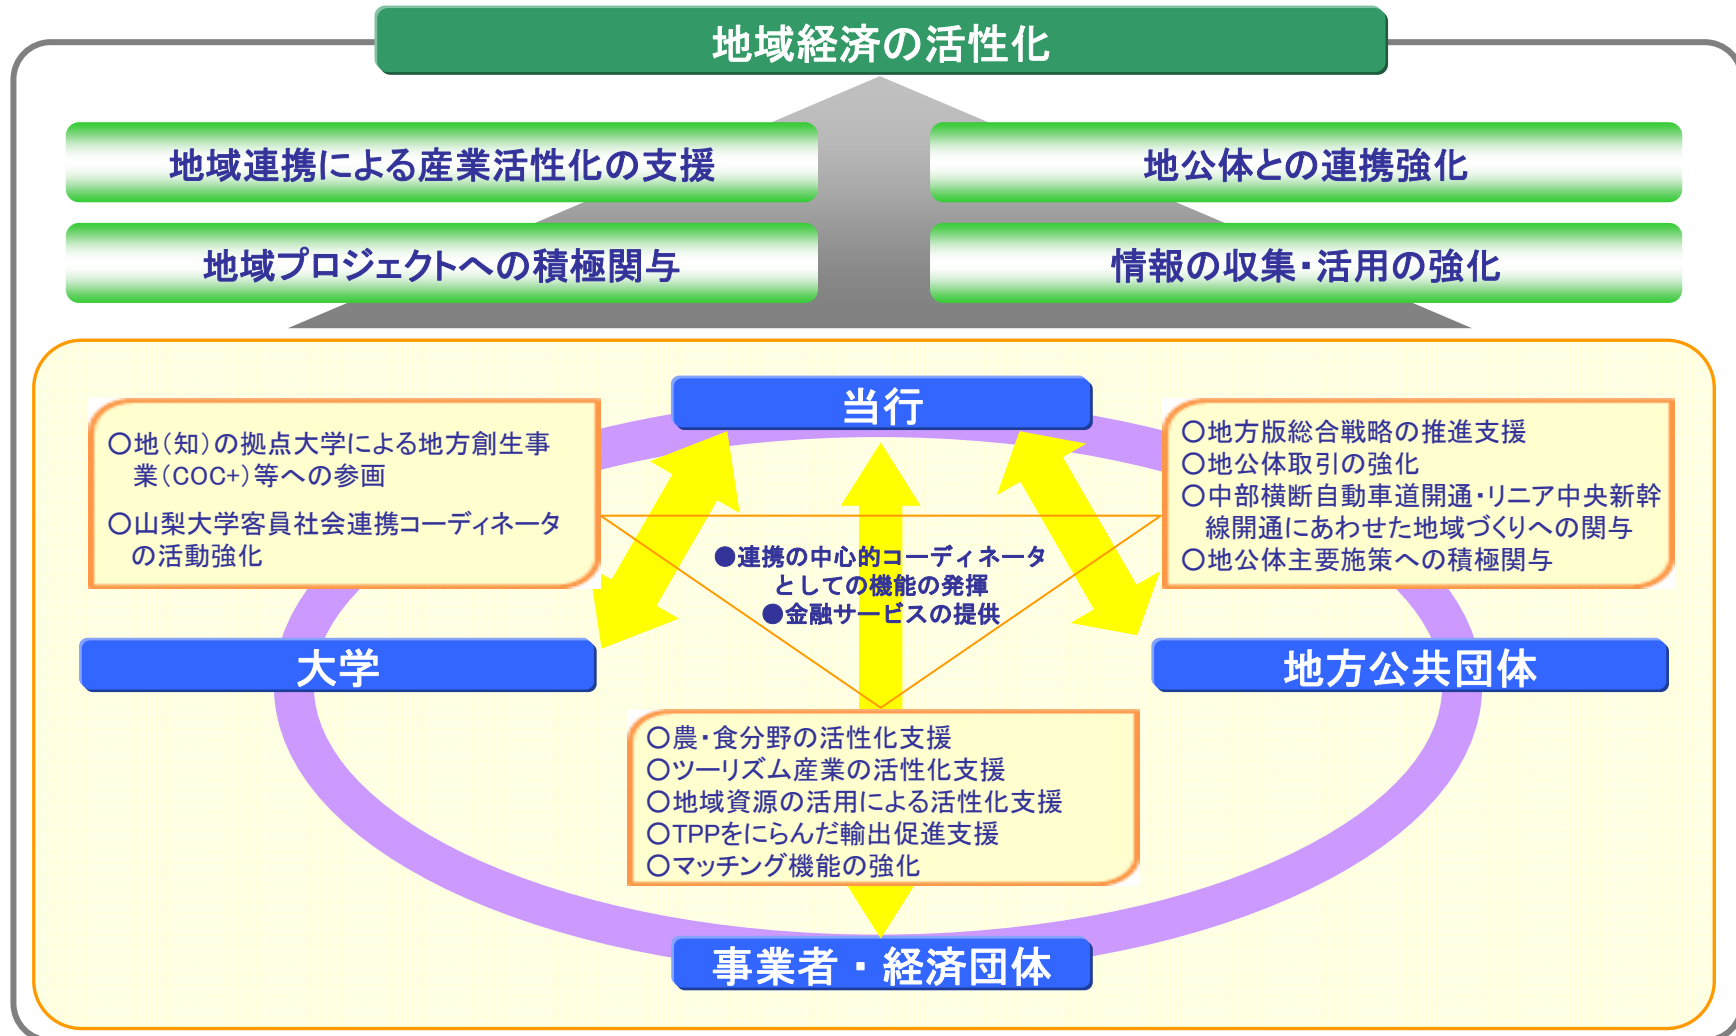 地域経済の活性化
地域連携による産業活性化の支援
地公体との連携強化
地域プロジェクトへの積極関与
情報の収集・活用の強化
当行
○地（知）の拠点大学による地方創生事
業（COC+）等への参画
○山梨大学客員社会連携コーディネータ
の活動強化
○地方版総合戦略の推進支援
○地公体取引の強化
○中部横断自動車道開通・リニア中央新幹
線開通にあわせた地域づくりへの関与
○地公体主要施策への積極関与
●連携の中心的コーディネータ
としての機能の発揮
●金融サービスの提供
大学
地方公共団体
○農・食分野の活性化支援
○ツーリズム産業の活性化支援
○地域資源の活用による活性化支援
○TPPをにらんだ輸出促進支援
○マッチング機能の強化
事業者・経済団体